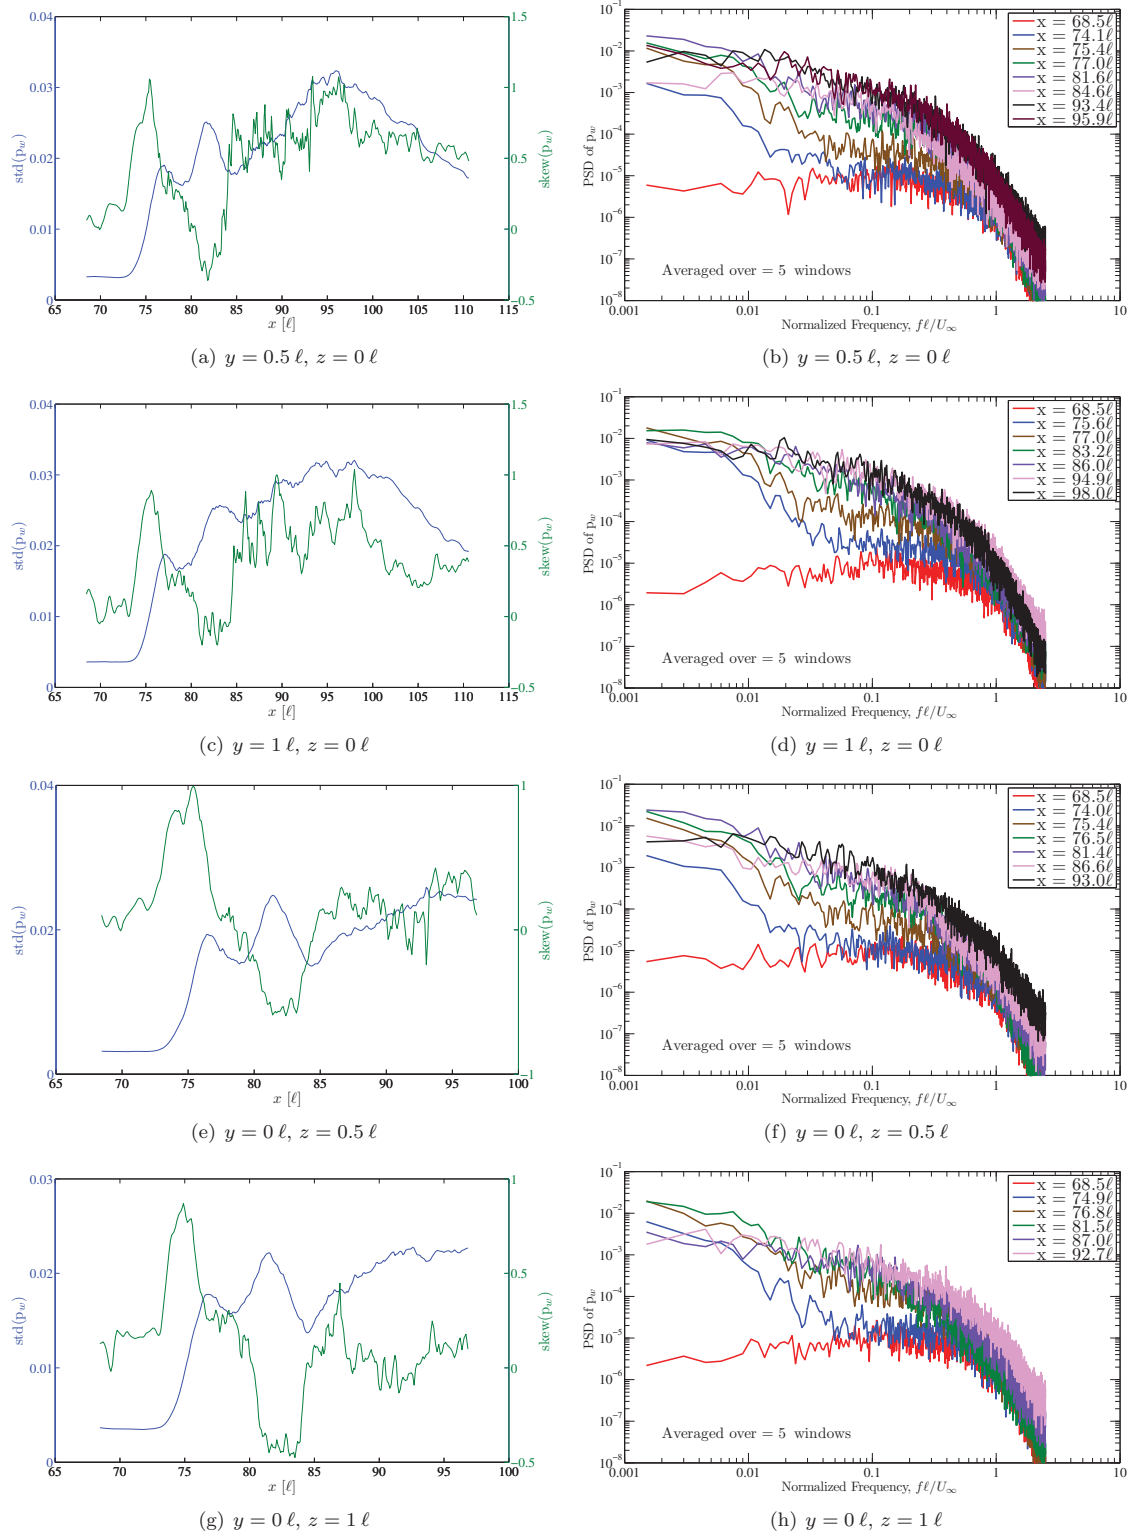 0.04
0.03
0.02
0.01
0
1.5
1
0.5
0
−0.5
65 70 75 80 85 90 95 100 105 110 115
std(p_w)
skew(p_w)
x [ℓ]
(a) y = 0.5 ℓ, z = 0 ℓ
10^−1
10^−2
10^−3
10^−4
10^−5
10^−6
10^−7
10^−8
0.001 0.01 0.1 1 10
PSD of p_w
Normalized Frequency, fℓ/U_∞
Averaged over = 5 windows
x = 68.5ℓ
x = 74.1ℓ
x = 75.4ℓ
x = 77.0ℓ
x = 81.6ℓ
x = 84.6ℓ
x = 93.4ℓ
x = 95.9ℓ
(b) y = 0.5 ℓ, z = 0 ℓ
0.04
0.03
0.02
0.01
0
1.5
1
0.5
0
−0.5
65 70 75 80 85 90 95 100 105 110 115
std(p_w)
skew(p_w)
x [ℓ]
(c) y = 1 ℓ, z = 0 ℓ
10^−1
10^−2
10^−3
10^−4
10^−5
10^−6
10^−7
10^−8
0.001 0.01 0.1 1 10
PSD of p_w
Normalized Frequency, fℓ/U_∞
Averaged over = 5 windows
x = 68.5ℓ
x = 75.6ℓ
x = 77.0ℓ
x = 83.2ℓ
x = 86.0ℓ
x = 94.9ℓ
x = 98.0ℓ
(d) y = 1 ℓ, z = 0 ℓ
0.04
0.02
0
1
0
−1
65 70 75 80 85 90 95 100
std(p_w)
skew(p_w)
x [ℓ]
(e) y = 0 ℓ, z = 0.5 ℓ
10^−1
10^−2
10^−3
10^−4
10^−5
10^−6
10^−7
10^−8
0.001 0.01 0.1 1 10
PSD of p_w
Normalized Frequency, fℓ/U_∞
Averaged over = 5 windows
x = 68.5ℓ
x = 74.0ℓ
x = 75.4ℓ
x = 76.5ℓ
x = 81.4ℓ
x = 86.6ℓ
x = 93.0ℓ
(f) y = 0 ℓ, z = 0.5 ℓ
0.03
0.02
0.01
0
1
0.5
0
−0.5
65 70 75 80 85 90 95 100
std(p_w)
skew(p_w)
x [ℓ]
(g) y = 0 ℓ, z = 1 ℓ
10^−1
10^−2
10^−3
10^−4
10^−5
10^−6
10^−7
10^−8
0.001 0.01 0.1 1 10
PSD of p_w
Normalized Frequency, fℓ/U_∞
Averaged over = 5 windows
x = 68.5ℓ
x = 74.9ℓ
x = 76.8ℓ
x = 81.5ℓ
x = 87.0ℓ
x = 92.7ℓ
(h) y = 0 ℓ, z = 1 ℓ